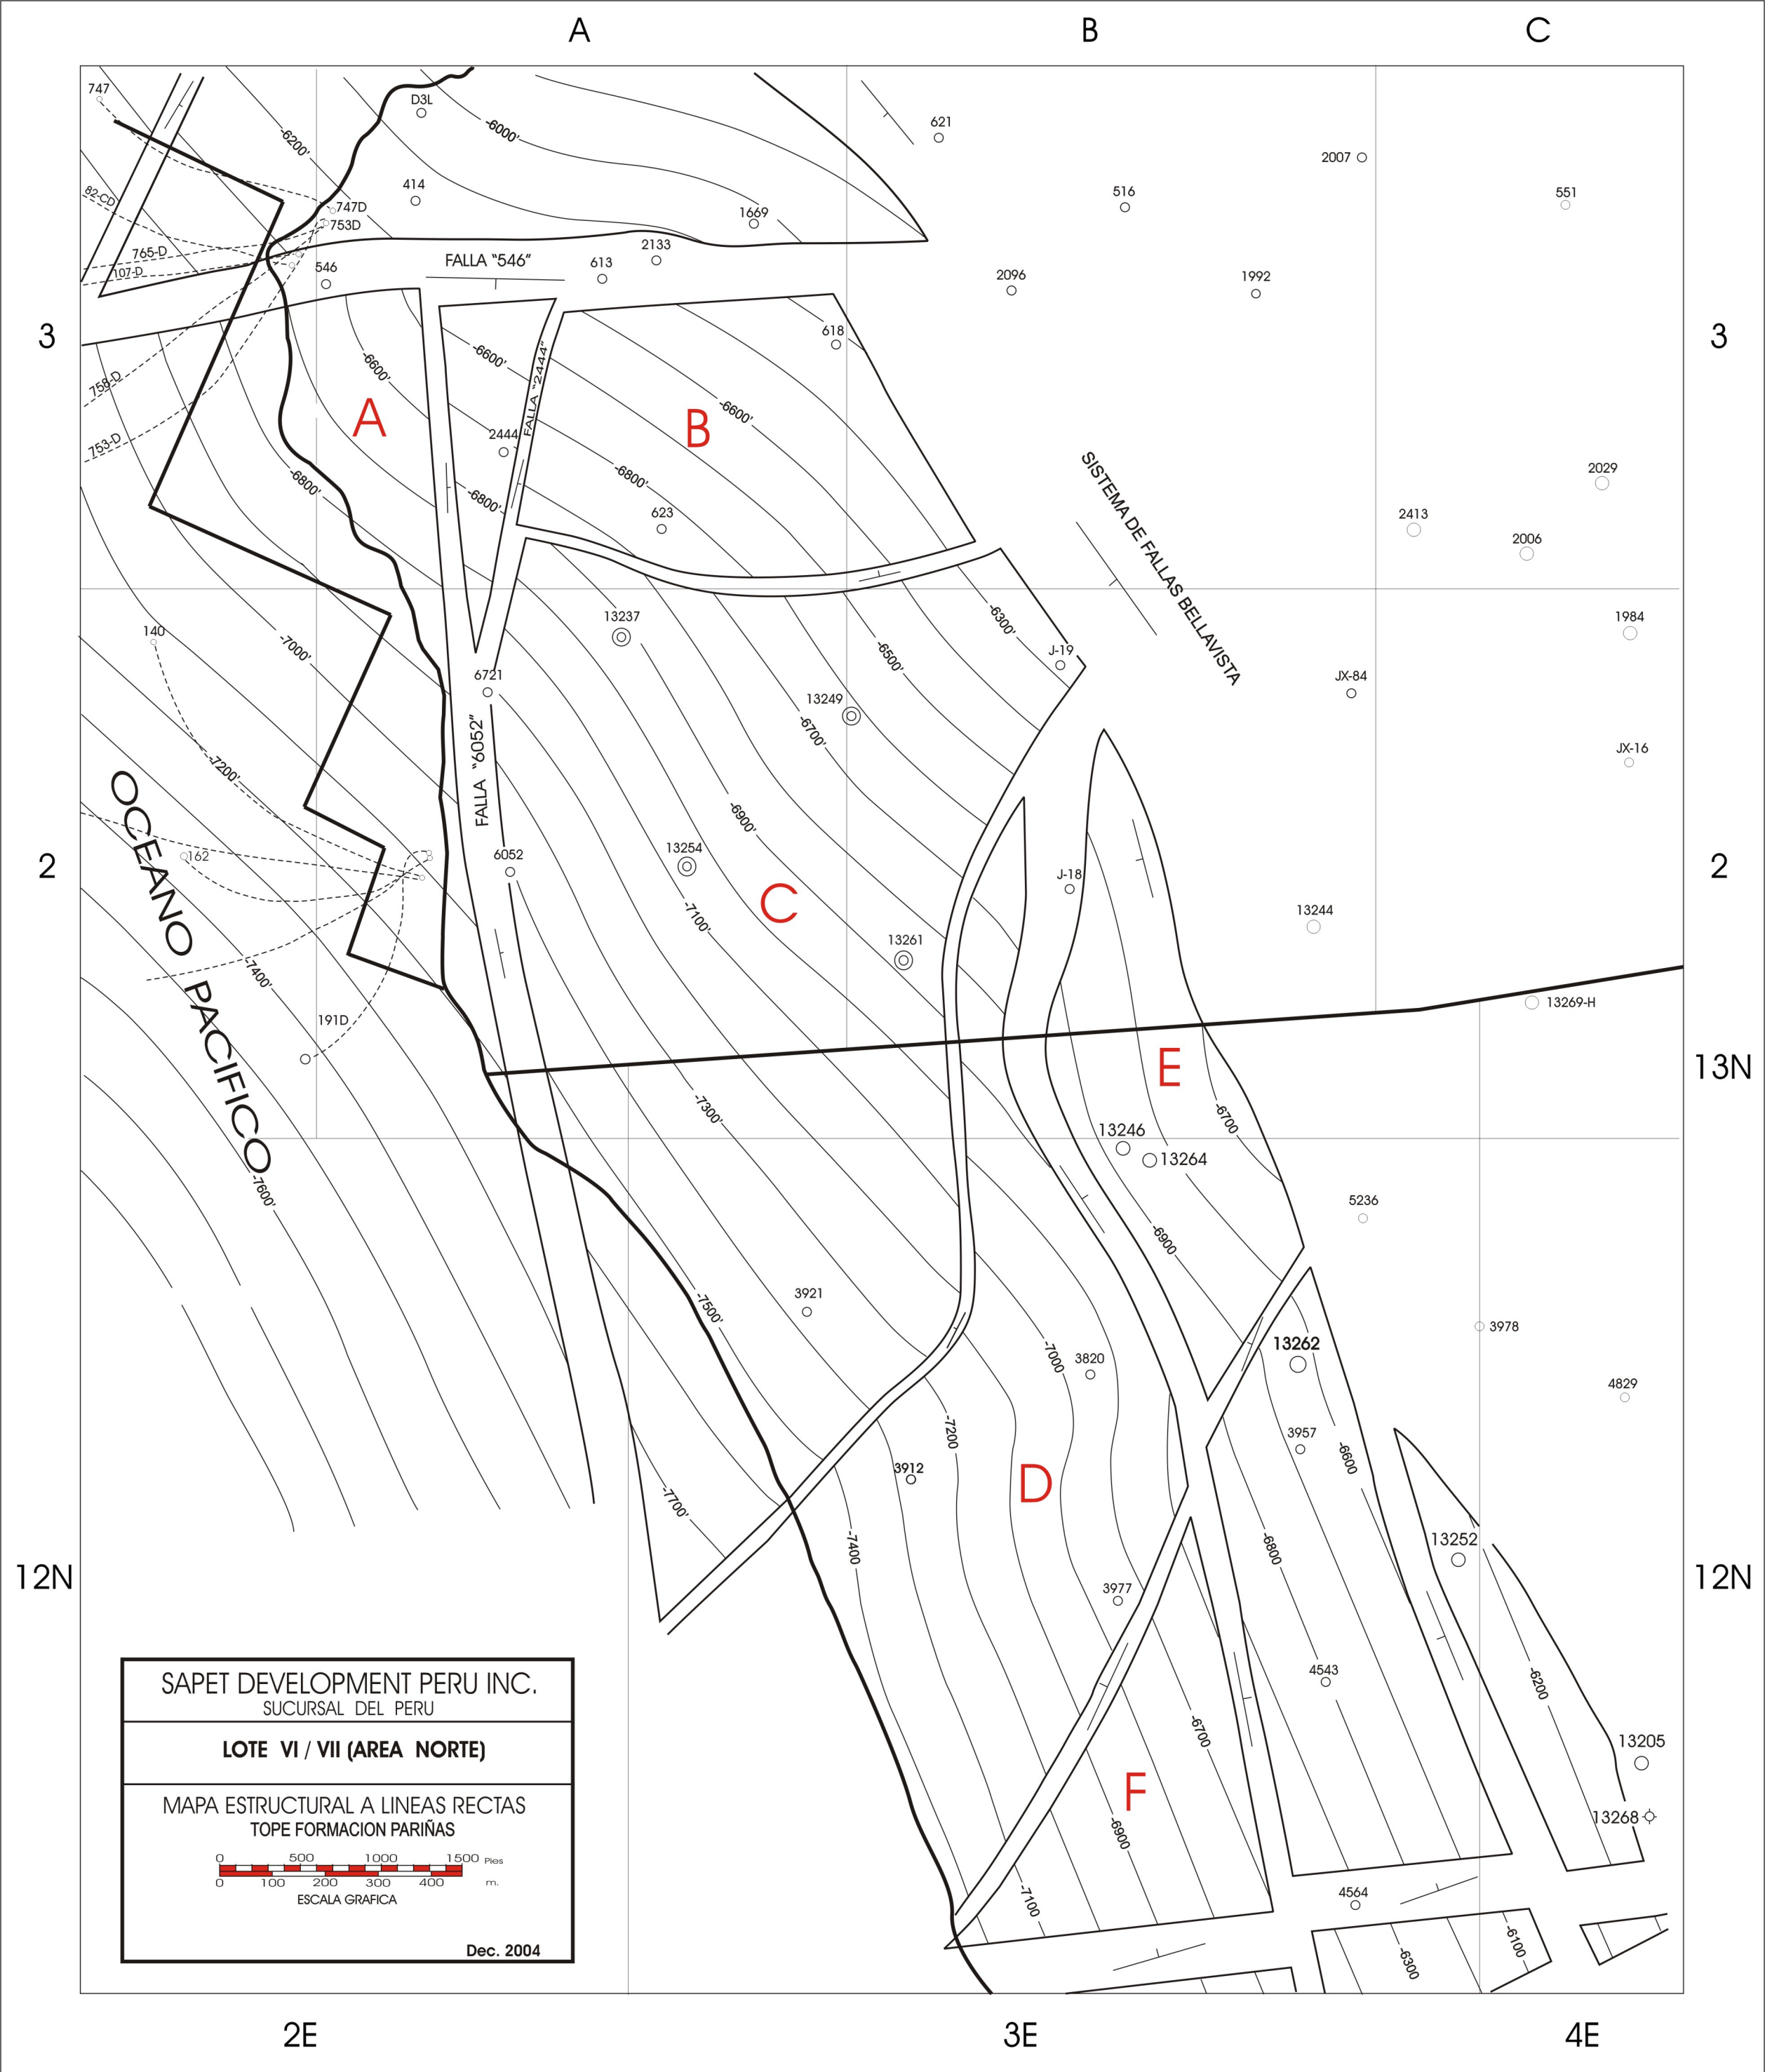 A
B
C
747
D3L
-6000'
-6200'
621
2007
82-CD
414
516
551
747D
1669
753D
765-D
2133
107-D
546
FALLA "546"
613
2096
1992
3
618
3
-6600'
-6600'
FALLA "2444"
758-D
A
-6600'
B
2444
753-D
-6800'
-6800'
-6800'
SISTEMA DE FALLAS BELLAVISTA
2029
623
2413
2006
13237
-6300'
1984
140
-7000'
-6500'
J-19
6721
JX-84
13249
-6700'
JX-16
FALLA "6052"
-7200'
OCEANO PACIFICO
-6900'
2
162
6052
13254
2
J-18
C
-7100'
13244
13261
-7400'
13269-H
191D
E
13N
-7300'
-6700
13246
13264
-7600'
5236
-6900
3921
-7500'
3978
13262
-7000
3820
4829
-7200
3957
-6600
3912
D
-7700'
13252
-7400
-6800
12N
12N
3977
4543
-6200
-6700
13205
F
13268
-6900
4564
-7100
-6300
-6100
SAPET DEVELOPMENT PERU INC.
SUCURSAL DEL PERU
LOTE VI / VII (AREA NORTE)
MAPA ESTRUCTURAL A LINEAS RECTAS
TOPE FORMACION PARIÑAS
0 500 1000 1500 Pies
0 100 200 300 400 m.
ESCALA GRAFICA
Dec. 2004
2E
3E
4E